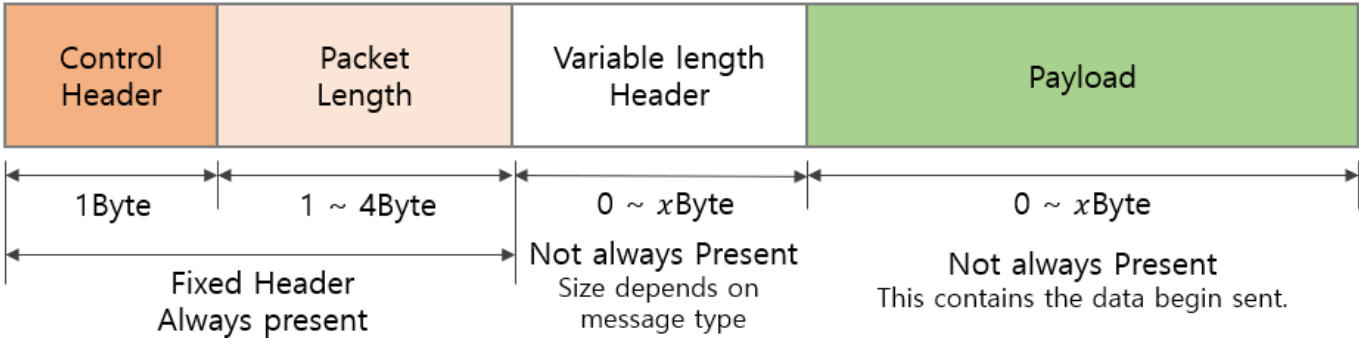 Control
Header
Packet
Length
Variable length
Header
Payload
1Byte
1 ~ 4Byte
0 ~ xByte
0 ~ xByte
Fixed Header
Always present
Not always Present
Size depends on
message type
Not always Present
This contains the data begin sent.